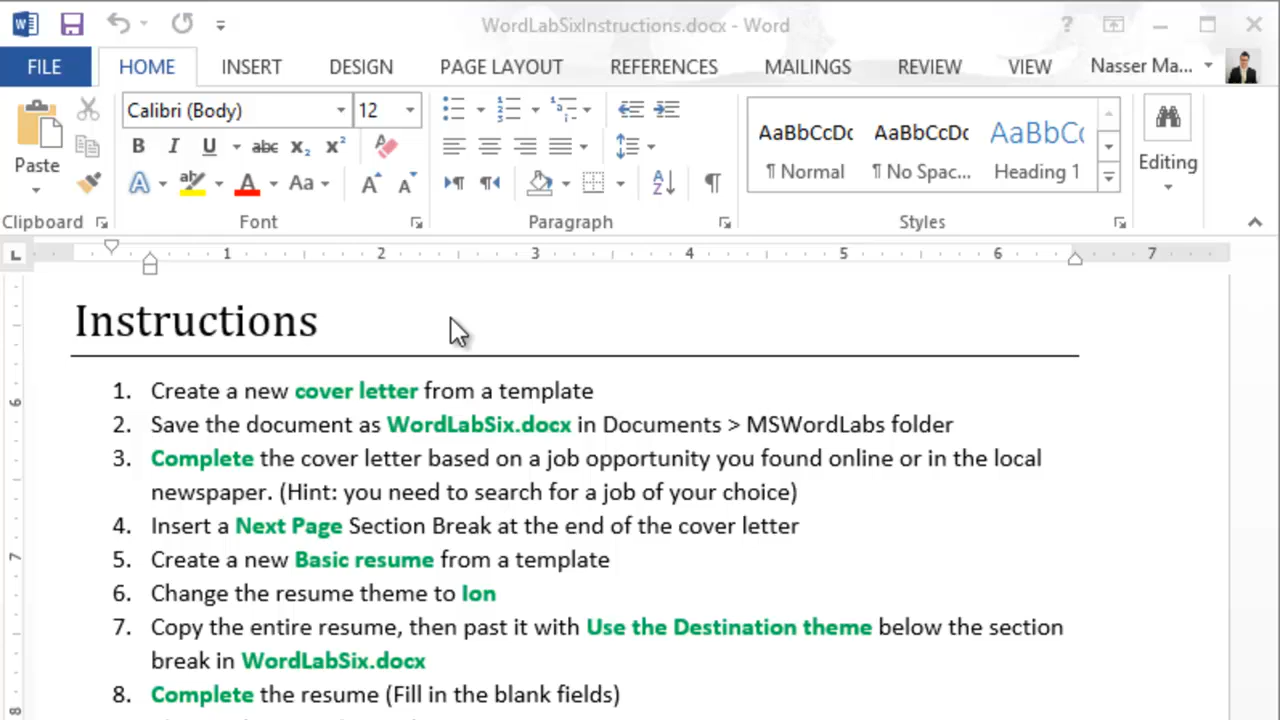 WordLabSixInstructions.docx - Word
FILE HOME INSERT DESIGN PAGE LAYOUT REFERENCES MAILINGS REVIEW VIEW Nasser Ma...
Calibri (Body) 12
AaBbCcDc AaBbCcDc AaBbCc
Paste
¶ Normal ¶ No Spac... Heading 1
Editing
Clipboard Font Paragraph Styles
1 2 3 4 5 6 7
Instructions
1. Create a new cover letter from a template
2. Save the document as WordLabSix.docx in Documents > MSWordLabs folder
3. Complete the cover letter based on a job opportunity you found online or in the local
newspaper. (Hint: you need to search for a job of your choice)
4. Insert a Next Page Section Break at the end of the cover letter
5. Create a new Basic resume from a template
6. Change the resume theme to Ion
7. Copy the entire resume, then past it with Use the Destination theme below the section
break in WordLabSix.docx
8. Complete the resume (Fill in the blank fields)